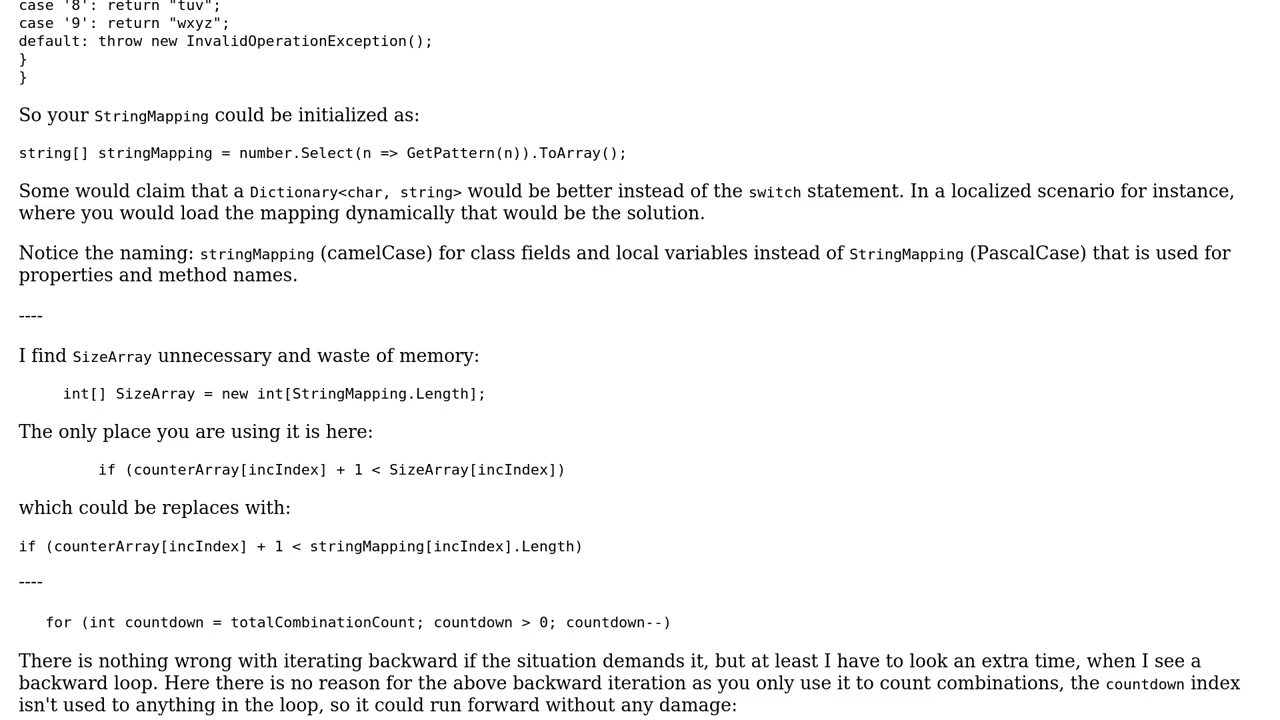 case '8': return "tuv";
case '9': return "wxyz";
default: throw new InvalidOperationException();
}
}
So your StringMapping could be initialized as:
string[] stringMapping = number.Select(n => GetPattern(n)).ToArray();
Some would claim that a Dictionary<char, string> would be better instead of the switch statement. In a localized scenario for instance,
where you would load the mapping dynamically that would be the solution.
Notice the naming: stringMapping (camelCase) for class fields and local variables instead of StringMapping (PascalCase) that is used for
properties and method names.
----
I find SizeArray unnecessary and waste of memory:
int[] SizeArray = new int[StringMapping.Length];
The only place you are using it is here:
if (counterArray[incIndex] + 1 < SizeArray[incIndex])
which could be replaces with:
if (counterArray[incIndex] + 1 < stringMapping[incIndex].Length)
----
for (int countdown = totalCombinationCount; countdown > 0; countdown--)
There is nothing wrong with iterating backward if the situation demands it, but at least I have to look an extra time, when I see a
backward loop. Here there is no reason for the above backward iteration as you only use it to count combinations, the countdown index
isn't used to anything in the loop, so it could run forward without any damage: